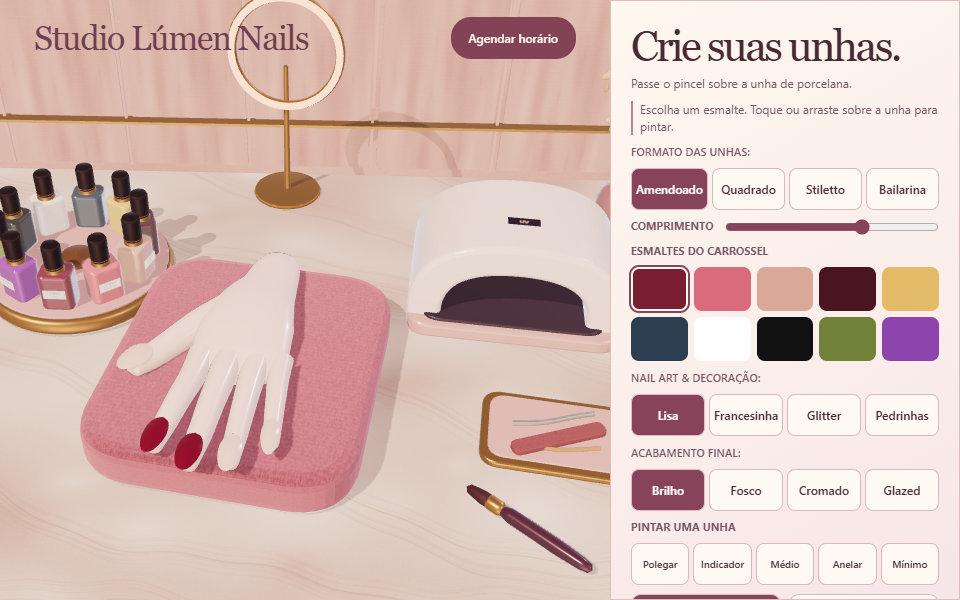 Studio Lúmen Nails
Agendar horário
Crie suas unhas.
Passe o pincel sobre a unha de porcelana.
Escolha um esmalte. Toque ou arraste sobre a unha para
pintar.
FORMATO DAS UNHAS:
Amendoado
Quadrado
Stiletto
Bailarina
COMPRIMENTO
ESMALTES DO CARROSSEL
NAIL ART & DECORAÇÃO:
Lisa
Francesinha
Glitter
Pedrinhas
ACABAMENTO FINAL:
Brilho
Fosco
Cromado
Glazed
PINTAR UMA UNHA
Polegar
Indicador
Médio
Anelar
Mínimo